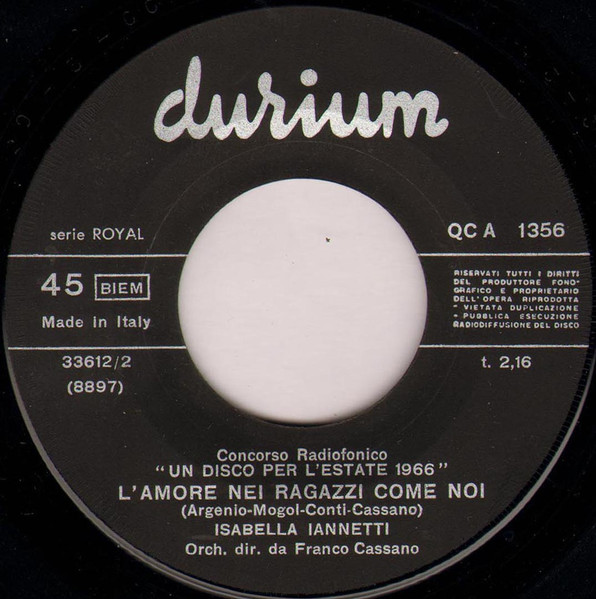 durium
serie ROYAL
QC A 1356
45 BIEM
Made in Italy
RISERVATI TUTTI I DIRITTI
DEL PRODUTTORE FONO-
GRAFICO E PROPRIETARIO
DELL'OPERA RIPRODOTTA
- VIETATA DUPLICAZIONE
+ PUBBLICA ESECUZIONE
RADIODIFFUSIONE DEL DISCO
33612/2
(8897)
t. 2,16
Concorso Radiofonico
"UN DISCO PER L'ESTATE 1966"
L'AMORE NEI RAGAZZI COME NOI
(Argenio-Mogol-Conti-Cassano)
ISABELLA IANNETTI
Orch. dir. da Franco Cassano